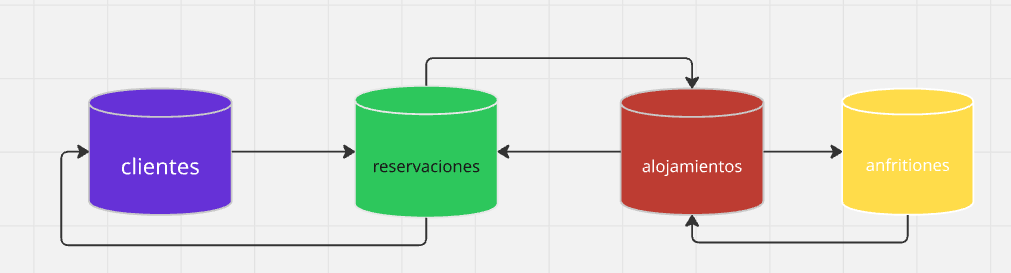 clientes
reservaciones
alojamientos
anfritiones